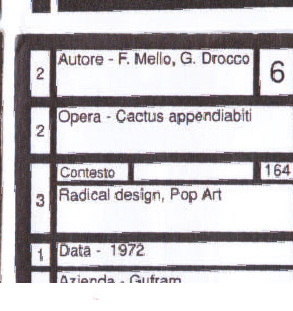 2 Autore - F. Mello, G. Drocco 6
2 Opera - Cactus appendiabiti
Contesto 164
3 Radical design, Pop Art
1 Data - 1972
Azienda - Gufram